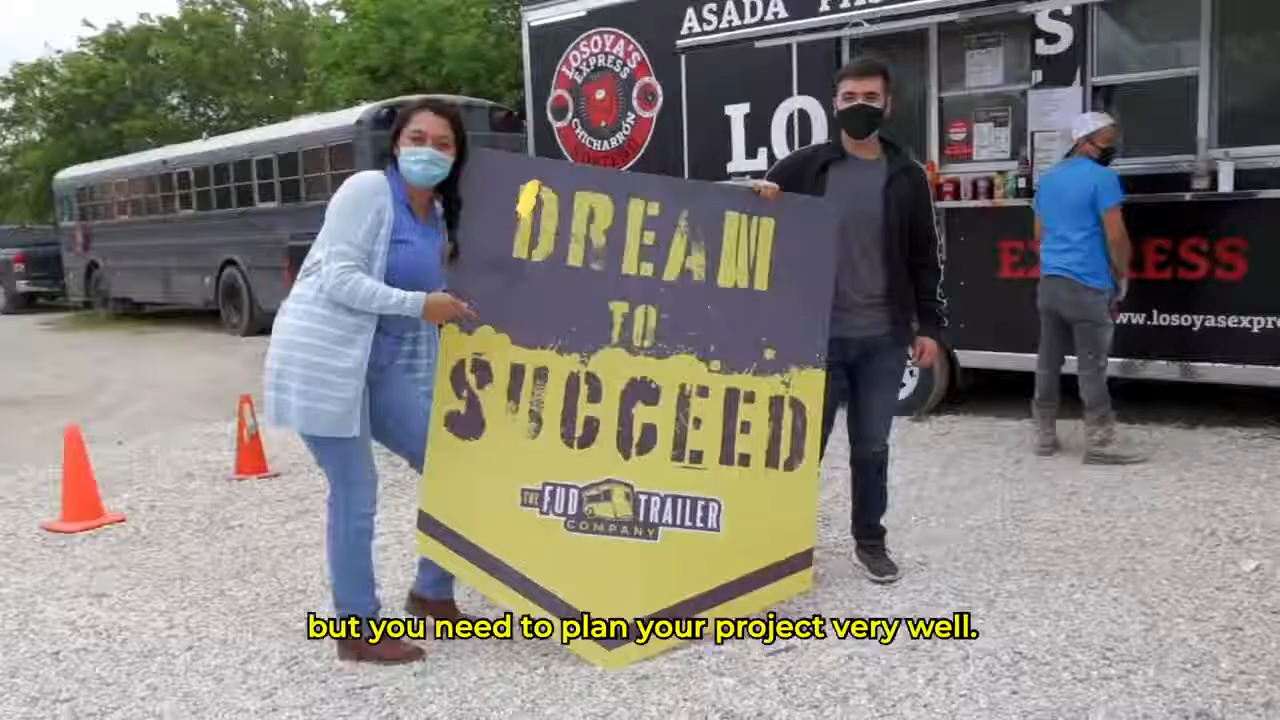 ASADA
LOSOYA'S
EXPRESS
CHICHARRÓN
LO
S
DREAM
TO
SUCCEED
THE FUD TRAILER
COMPANY
EXPRESS
www.losoyasexpre
but you need to plan your project very well.